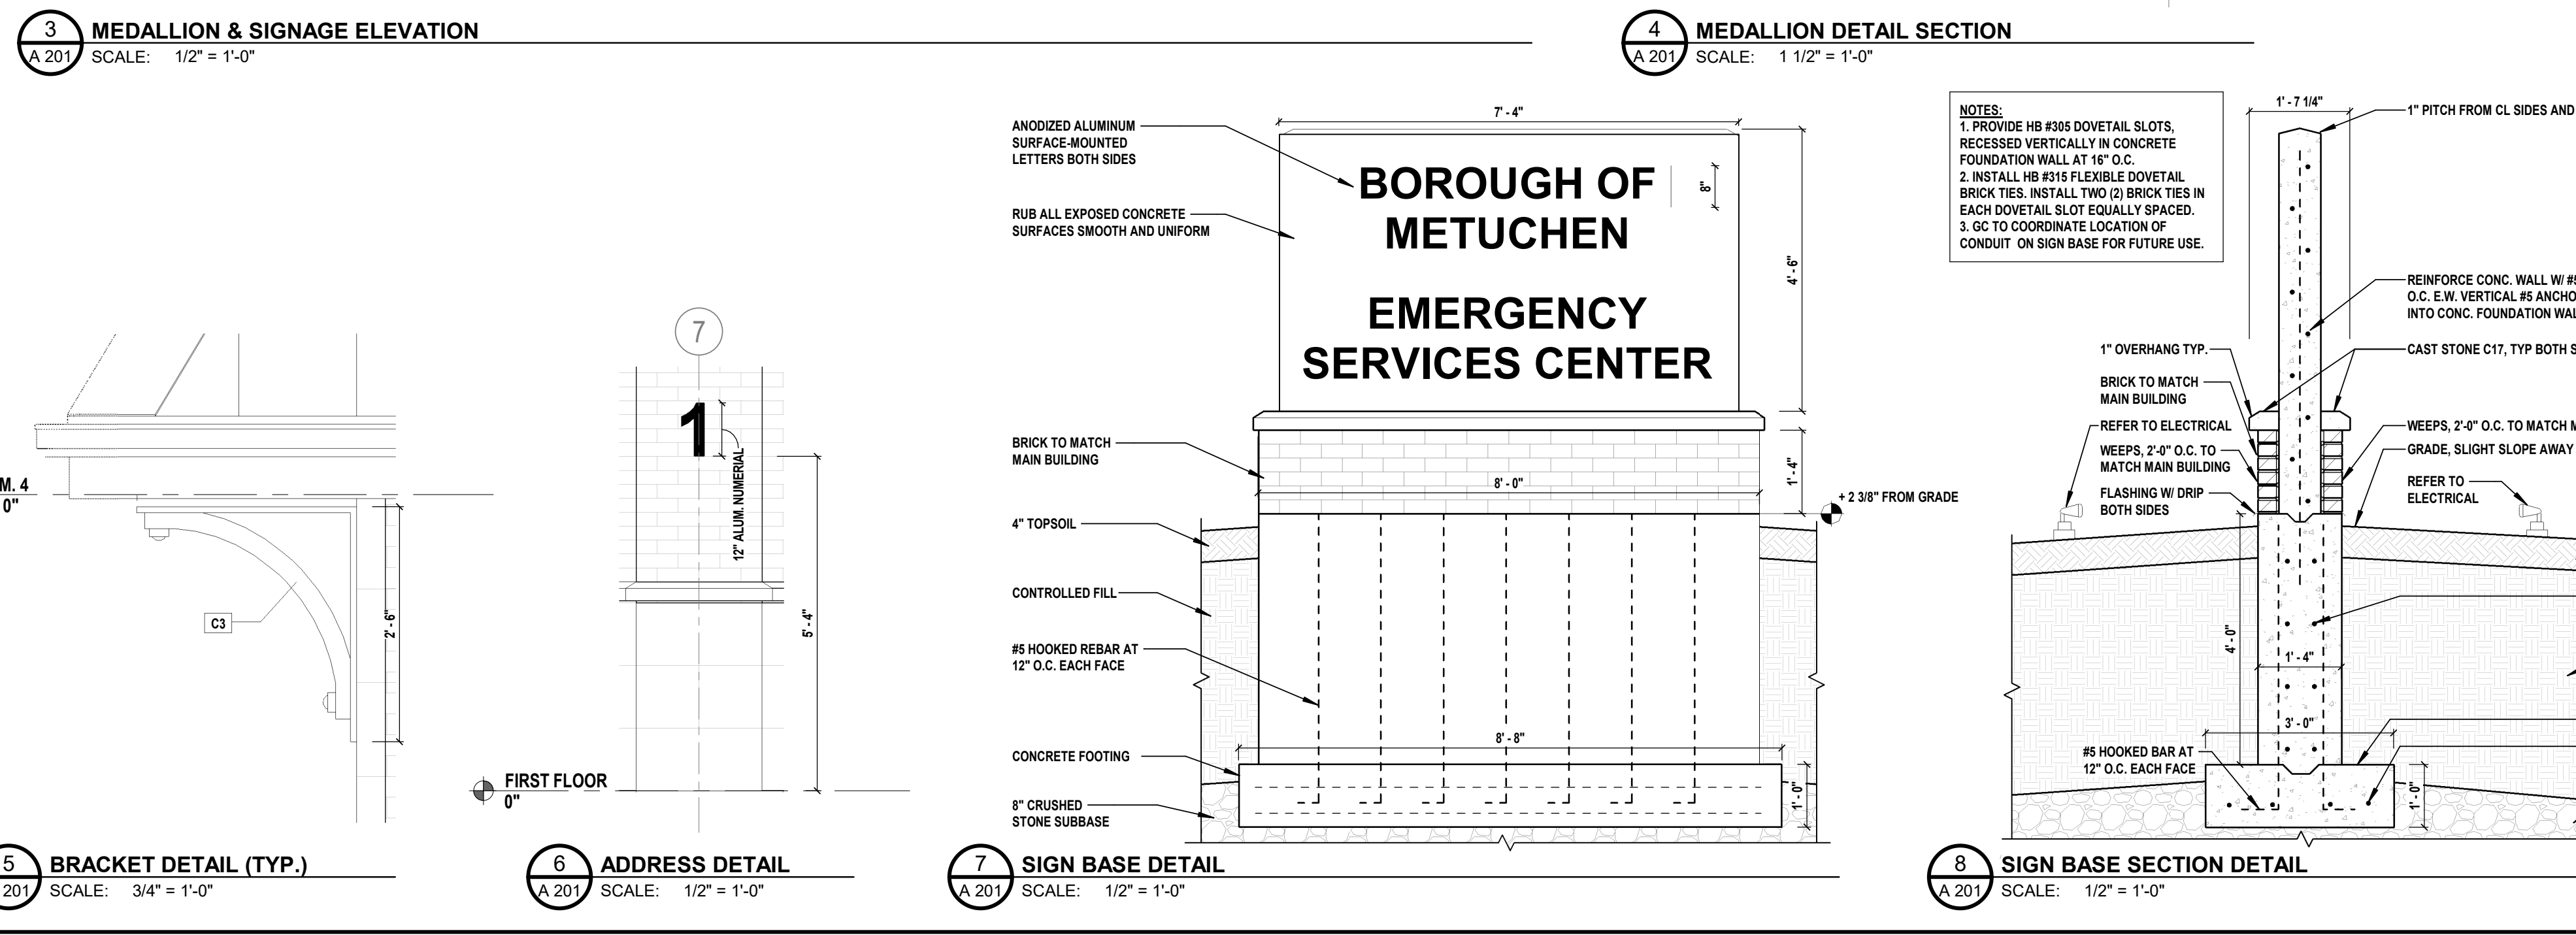 3
A 201
MEDALLION & SIGNAGE ELEVATION
SCALE: 1/2" = 1'-0"
4
A 201
MEDALLION DETAIL SECTION
SCALE: 1 1/2" = 1'-0"
M. 4
0"
C3
2' - 6"
5
201
BRACKET DETAIL (TYP.)
SCALE: 3/4" = 1'-0"
7
1
12" ALUM. NUMERIAL
5' - 4"
FIRST FLOOR
0"
6
A 201
ADDRESS DETAIL
SCALE: 1/2" = 1'-0"
ANODIZED ALUMINUM
SURFACE-MOUNTED
LETTERS BOTH SIDES
RUB ALL EXPOSED CONCRETE
SURFACES SMOOTH AND UNIFORM
BRICK TO MATCH
MAIN BUILDING
4" TOPSOIL
CONTROLLED FILL
#5 HOOKED REBAR AT
12" O.C. EACH FACE
CONCRETE FOOTING
8" CRUSHED
STONE SUBBASE
7' - 4"
BOROUGH OF
METUCHEN
EMERGENCY
SERVICES CENTER
8"
4' - 6"
1' - 4"
8' - 0"
+ 2 3/8" FROM GRADE
8' - 8"
1' - 0"
7
A 201
SIGN BASE DETAIL
SCALE: 1/2" = 1'-0"
NOTES:
1. PROVIDE HB #305 DOVETAIL SLOTS,
RECESSED VERTICALLY IN CONCRETE
FOUNDATION WALL AT 16" O.C.
2. INSTALL HB #315 FLEXIBLE DOVETAIL
BRICK TIES. INSTALL TWO (2) BRICK TIES IN
EACH DOVETAIL SLOT EQUALLY SPACED.
3. GC TO COORDINATE LOCATION OF
CONDUIT ON SIGN BASE FOR FUTURE USE.
1' - 7 1/4"
1" PITCH FROM CL SIDES AND
REINFORCE CONC. WALL W/ #5
O.C. E.W. VERTICAL #5 ANCHO
INTO CONC. FOUNDATION WAL
CAST STONE C17, TYP BOTH S
WEEPS, 2'-0" O.C. TO MATCH M
GRADE, SLIGHT SLOPE AWAY
REFER TO
ELECTRICAL
1" OVERHANG TYP.
BRICK TO MATCH
MAIN BUILDING
REFER TO ELECTRICAL
WEEPS, 2'-0" O.C. TO
MATCH MAIN BUILDING
FLASHING W/ DRIP
BOTH SIDES
4' - 0"
1' - 4"
3' - 0"
#5 HOOKED BAR AT
12" O.C. EACH FACE
1' - 0"
8
A 201
SIGN BASE SECTION DETAIL
SCALE: 1/2" = 1'-0"